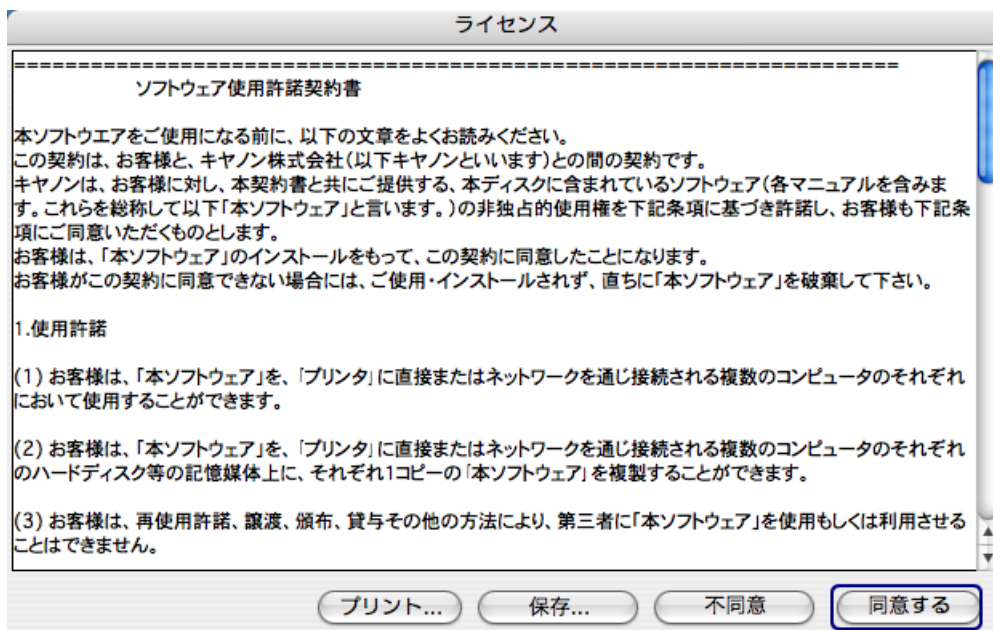 ライセンス
=====================================================================
ソフトウェア使用許諾契約書
本ソフトウエアをご使用になる前に、以下の文章をよくお読みください。
この契約は、お客様と、キヤノン株式会社(以下キヤノンといいます)との間の契約です。
キヤノンは、お客様に対し、本契約書と共にご提供する、本ディスクに含まれているソフトウェア(各マニュアルを含みま
す。これらを総称して以下「本ソフトウェア」と言います。)の非独占的使用権を下記条項に基づき許諾し、お客様も下記条
項にご同意いただくものとします。
お客様は、「本ソフトウェア」のインストールをもって、この契約に同意したことになります。
お客様がこの契約に同意できない場合には、ご使用・インストールされず、直ちに「本ソフトウェア」を破棄して下さい。
1.使用許諾
(1) お客様は、「本ソフトウェア」を、「プリンタ」に直接またはネットワークを通じ接続される複数のコンピュータのそれぞれ
において使用することができます。
(2) お客様は、「本ソフトウェア」を、「プリンタ」に直接またはネットワークを通じ接続される複数のコンピュータのそれぞれ
のハードディスク等の記憶媒体上に、それぞれ1コピーの「本ソフトウェア」を複製することができます。
(3) お客様は、再使用許諾、譲渡、頒布、貸与その他の方法により、第三者に「本ソフトウェア」を使用もしくは利用させる
ことはできません。
プリント... 保存... 不同意 同意する